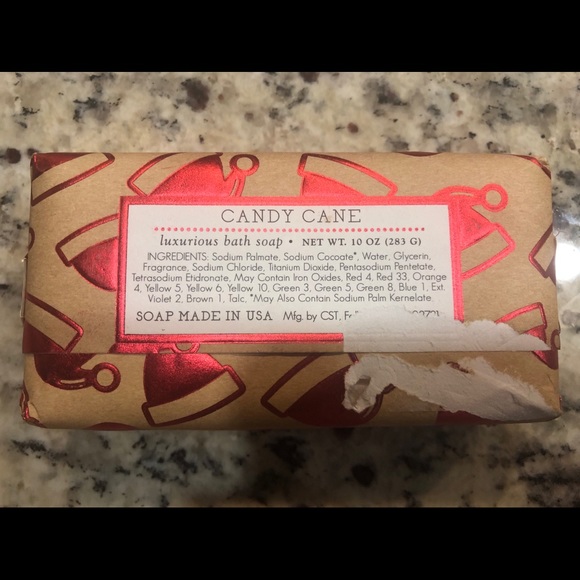 CANDY CANE
luxurious bath soap • NET WT. 10 OZ (283 G)
INGREDIENTS: Sodium Palmate, Sodium Cocoate*, Water, Glycerin,
Fragrance, Sodium Chloride, Titanium Dioxide, Pentasodium Pentetate,
Tetrasodium Etidronate, May Contain Iron Oxides, Red 4, Red 33, Orange
4, Yellow 5, Yellow 6, Yellow 10, Green 3, Green 5, Green 8, Blue 1, Ext.
Violet 2, Brown 1, Talc. *May Also Contain Sodium Palm Kernelate.
SOAP MADE IN USA Mfg. by CST,